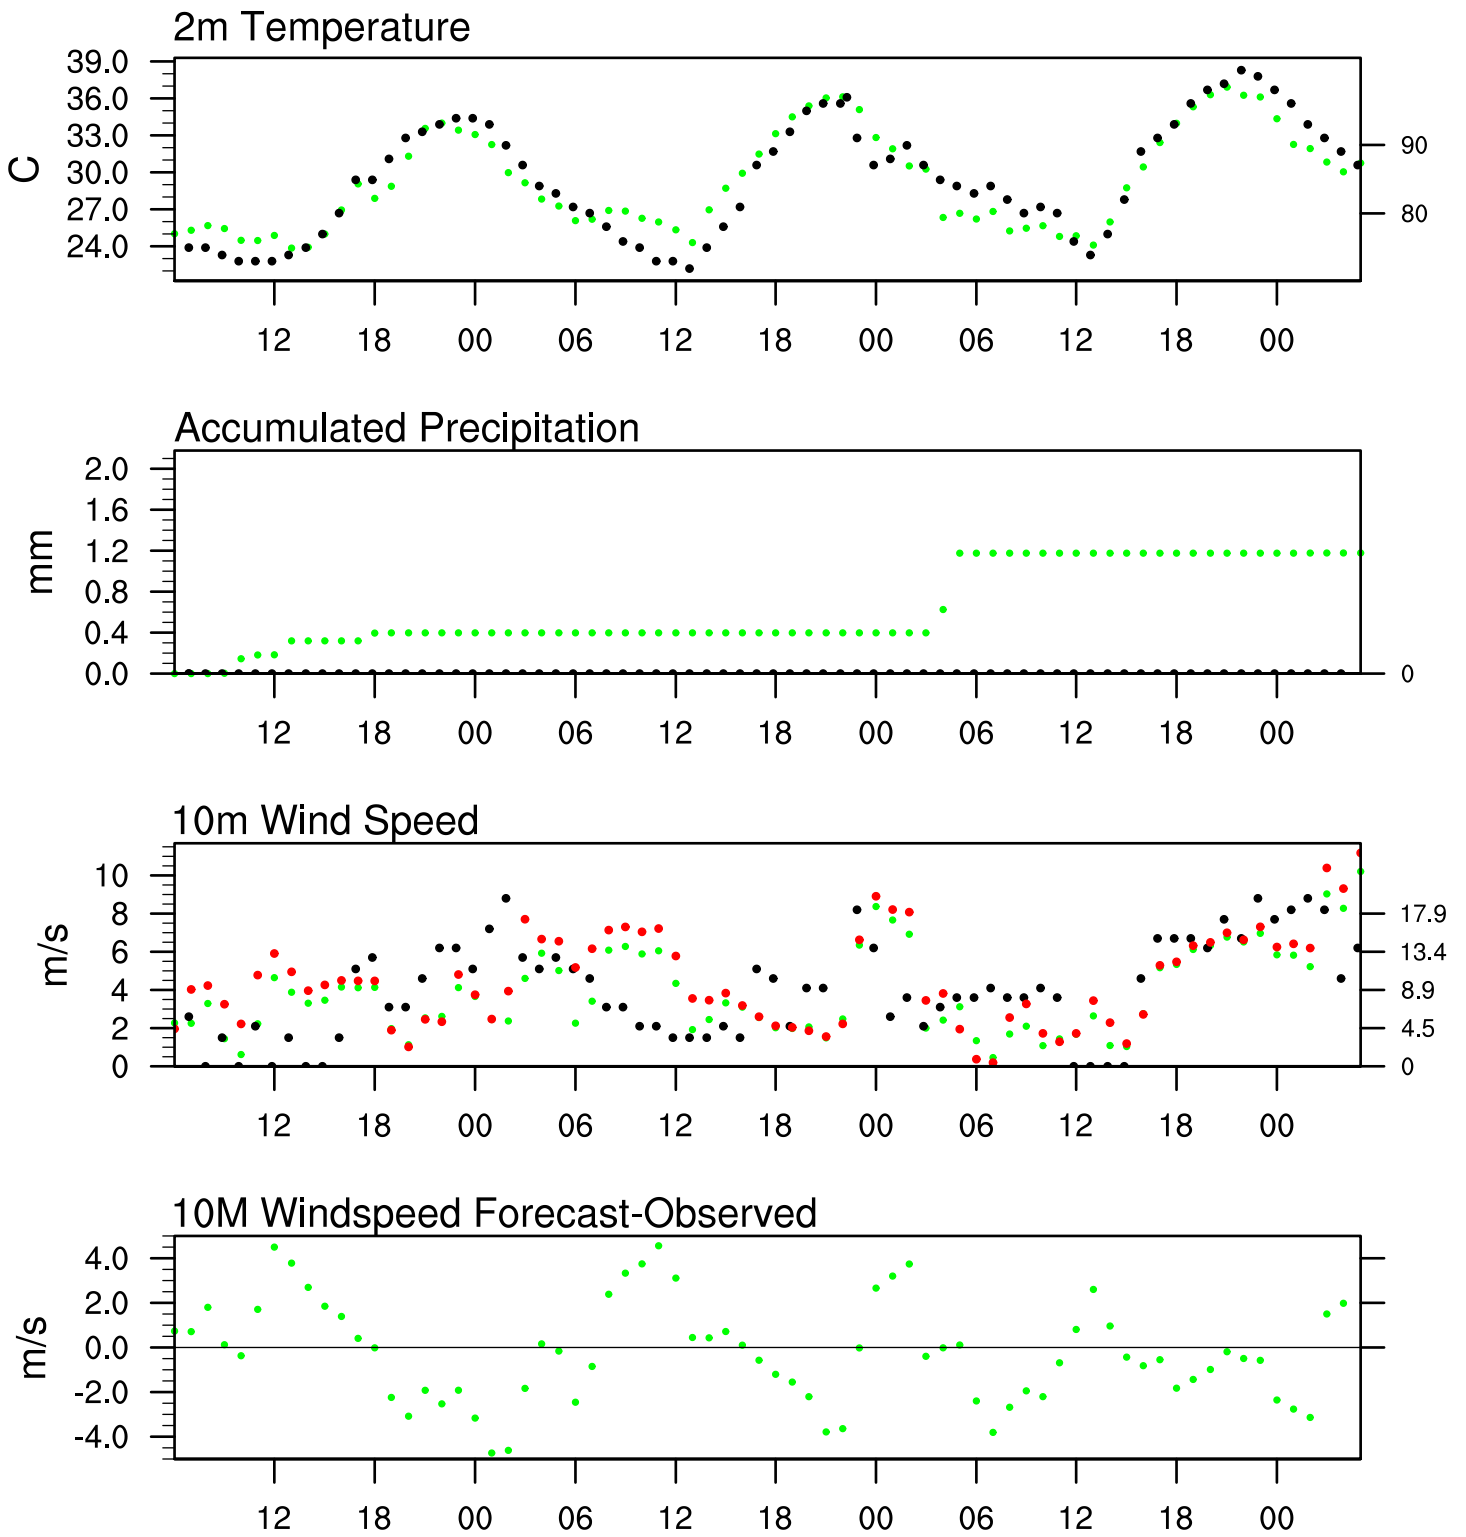 2m Temperature
39.0
36.0
33.0
30.0
27.0
24.0
C
90
80
12 18 00 06 12 18 00 06 12 18 00
Accumulated Precipitation
2.0
1.6
1.2
0.8
0.4
0.0
mm
0
12 18 00 06 12 18 00 06 12 18 00
10m Wind Speed
10
8
6
4
2
0
m/s
17.9
13.4
8.9
4.5
0
12 18 00 06 12 18 00 06 12 18 00
10M Windspeed Forecast-Observed
4.0
2.0
0.0
-2.0
-4.0
m/s
12 18 00 06 12 18 00 06 12 18 00